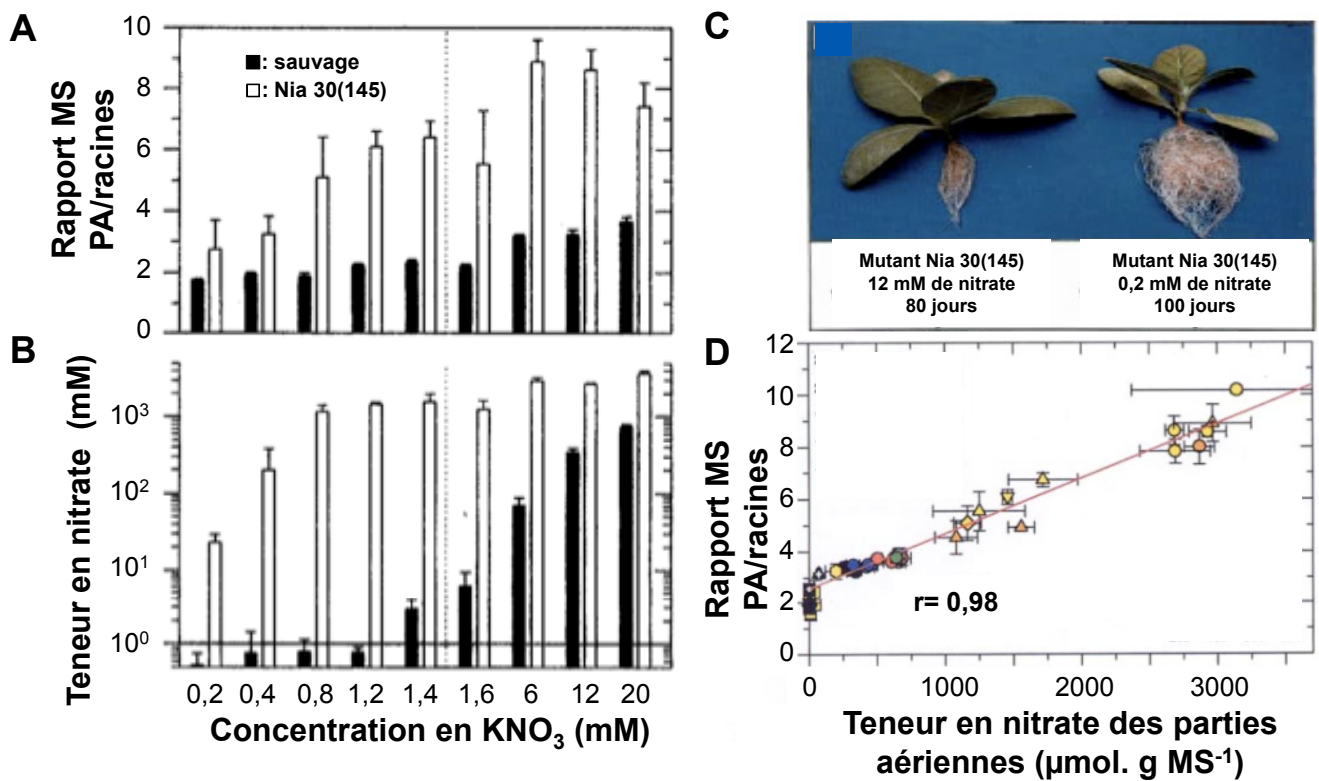 A
10
8
6
4
2
0
Rapport MS
PA/racines
■: sauvage
□: Nia 30(145)
B
10³
10²
10¹
10⁰
Teneur en nitrate (mM)
0,2 0,4 0,8 1,2 1,4 1,6 6 12 20
Concentration en KNO₃ (mM)
C
Mutant Nia 30(145)
12 mM de nitrate
80 jours
Mutant Nia 30(145)
0,2 mM de nitrate
100 jours
D
12
10
8
6
4
2
0
Rapport MS
PA/racines
r= 0,98
0 1000 2000 3000
Teneur en nitrate des parties
aériennes (µmol. g MS⁻¹)